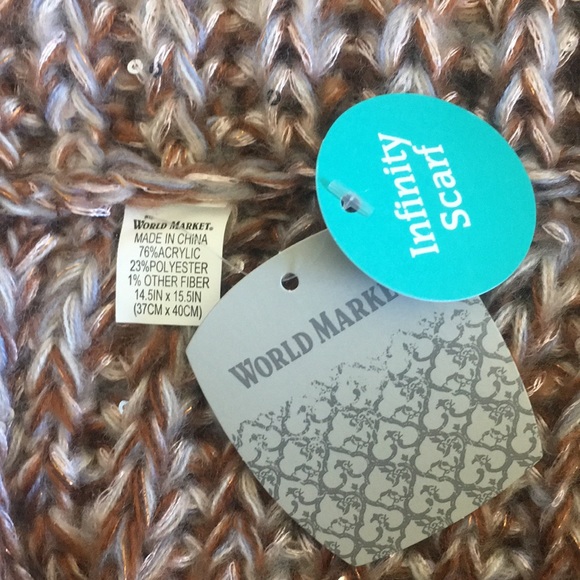 WORLD MARKET®
MADE IN CHINA
76%ACRYLIC
23%POLYESTER
1% OTHER FIBER
14.5IN x 15.5IN
(37CM x 40CM)
Infinity
Scarf
WORLD MARKET